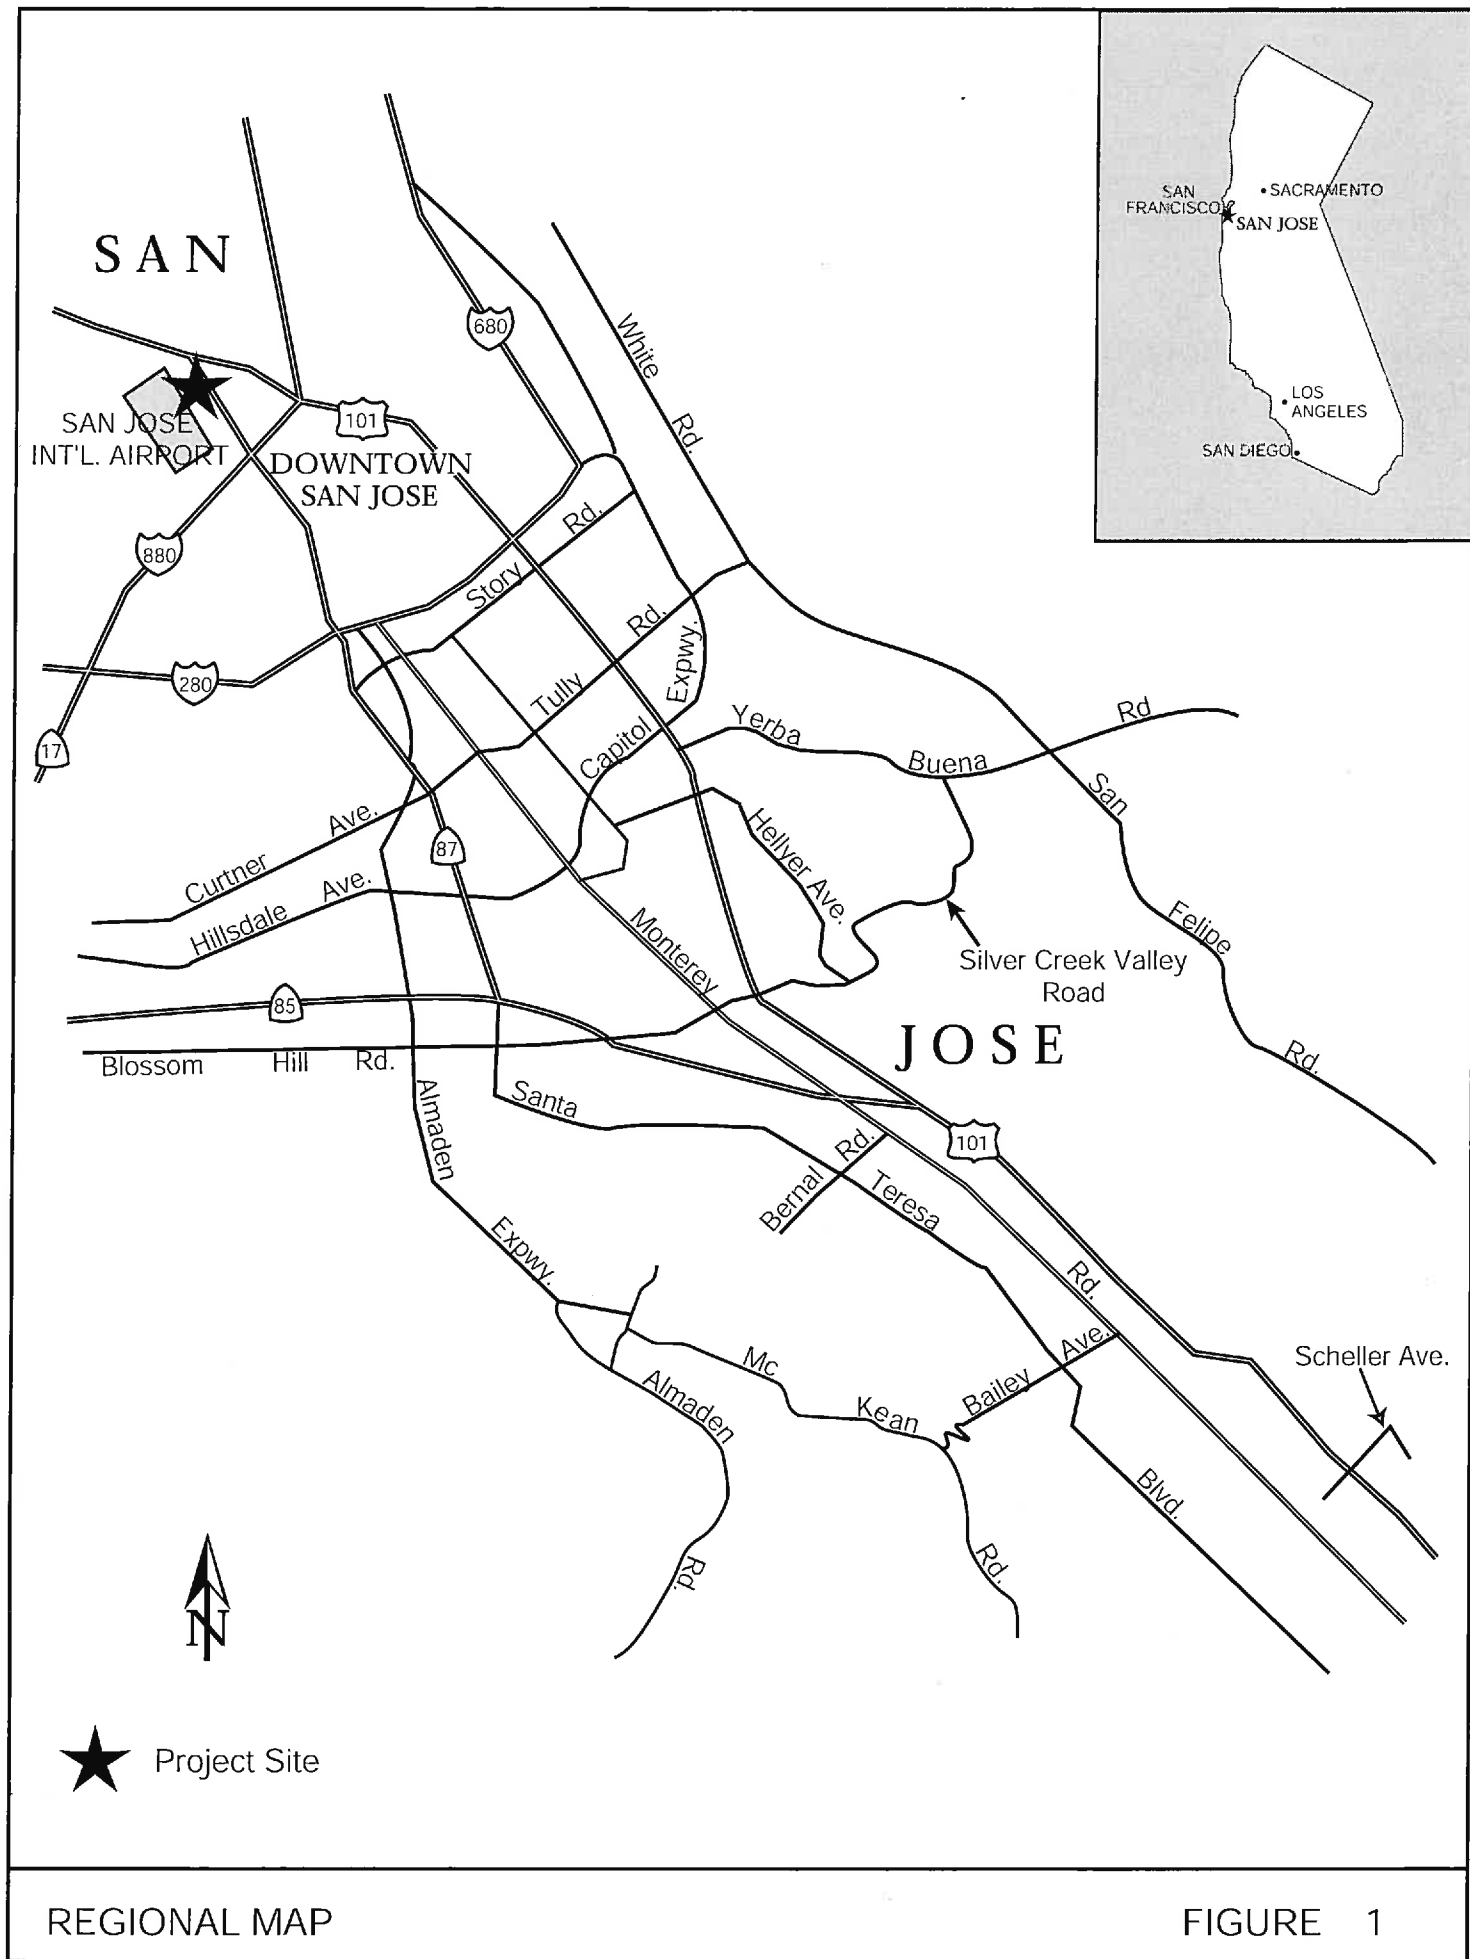 SAN
FRANCISCO
SACRAMENTO
SAN JOSE
LOS
ANGELES
SAN DIEGO
SAN
680
White
Rd.
101
SAN JOSE
INT'L. AIRPORT
DOWNTOWN
SAN JOSE
880
Story
Rd.
280
17
Tully
Rd.
Capitol
Expwy.
Yerba
Buena
Rd
San
Felipe
Rd.
Curtner
Ave.
87
Hillsdale
Ave.
Hellyer Ave.
Silver Creek Valley
Road
Monterey
Rd.
JOSE
85
Blossom
Hill
Rd.
Almaden
Expwy.
Santa
Teresa
Blvd.
101
Bernal
Rd.
Scheller Ave.
Bailey
Ave.
Mc
Kean
Rd.
Almaden
Rd.
N
Project Site
REGIONAL MAP
FIGURE 1